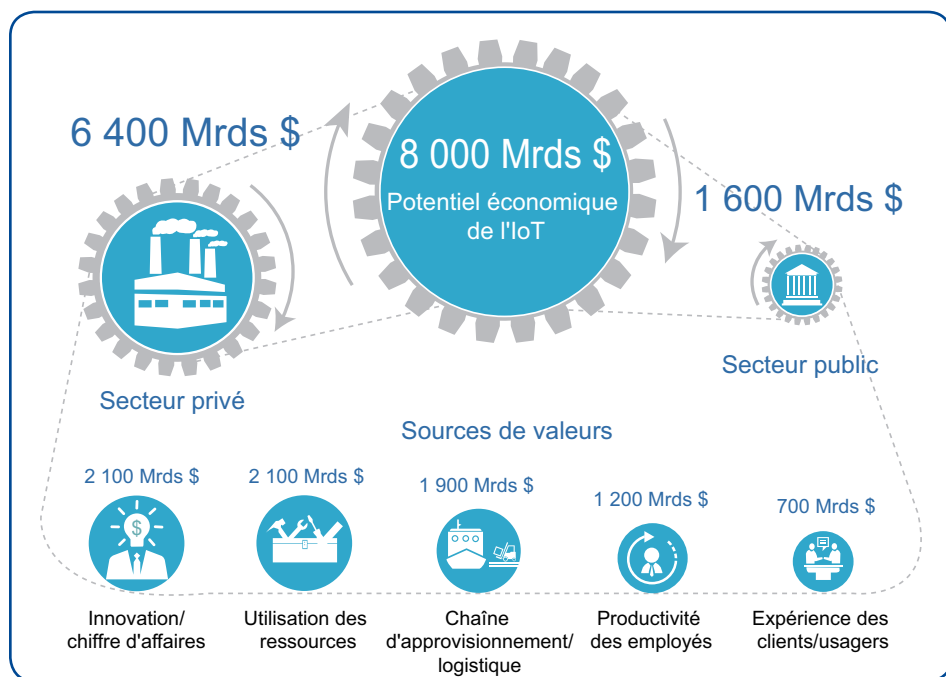 6 400 Mrds $
8 000 Mrds $
Potentiel économique
de l'IoT
1 600 Mrds $
Secteur privé
Secteur public
Sources de valeurs
2 100 Mrds $
$
Innovation/
chiffre d'affaires
2 100 Mrds $
Utilisation des
ressources
1 900 Mrds $
Chaîne
d'approvisionnement/
logistique
1 200 Mrds $
Productivité
des employés
700 Mrds $
Expérience des
clients/usagers